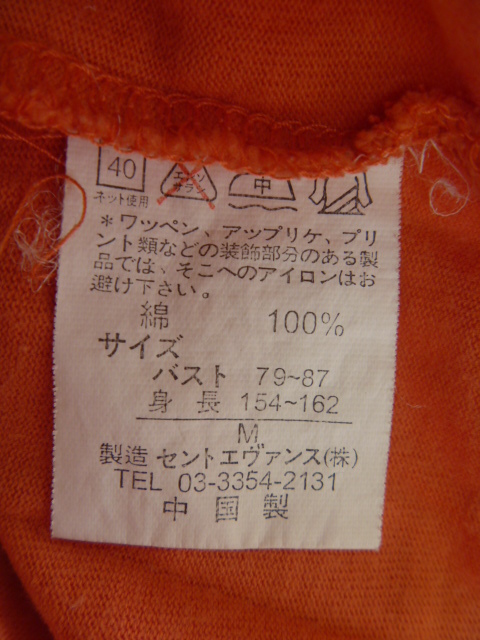 40
中
ネット使用
＊ワッペン、アップリケ、プリ
ント類などの装飾部分のある製
品では、そこへのアイロンはお
避け下さい。
綿 100%
サイズ
バスト 79~87
身長 154~162
M
製造 セントエヴァンス(株)
TEL 03-3354-2131
中国製